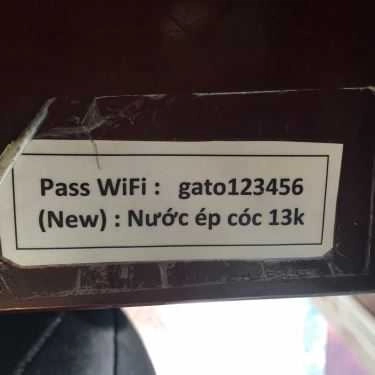 Pass WiFi : gato123456
(New) : Nước ép cóc 13k